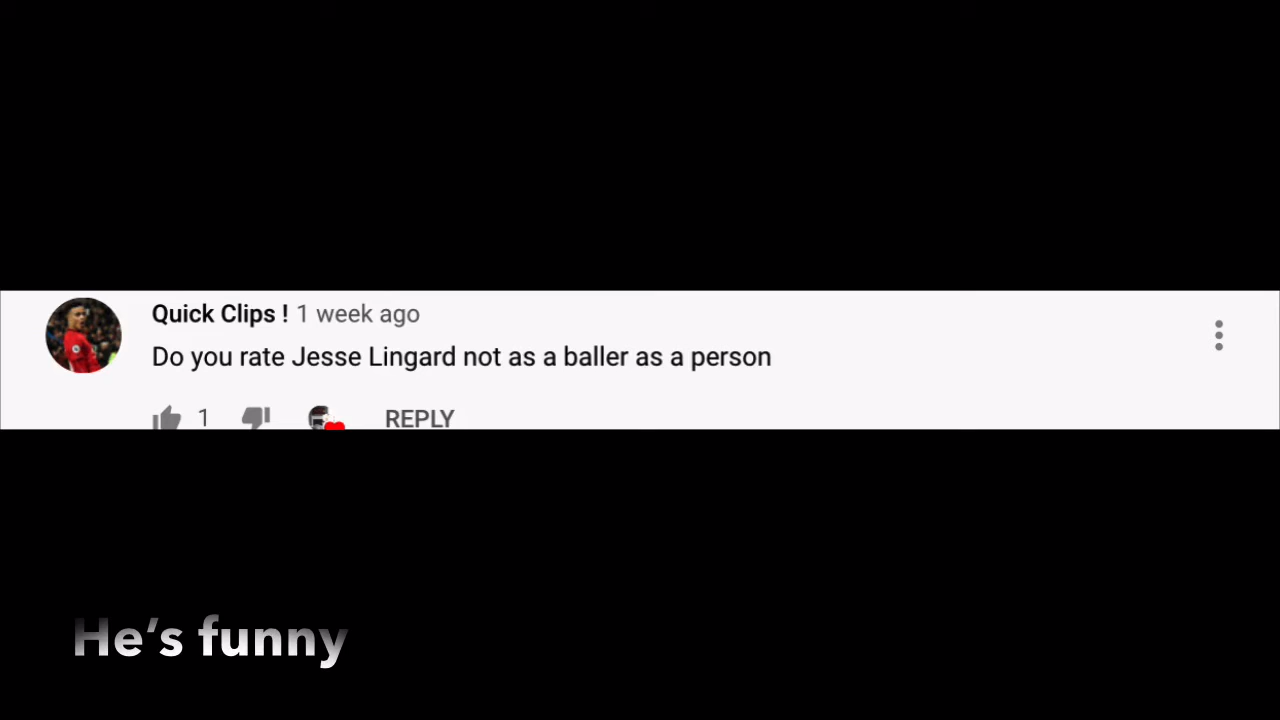 Quick Clips ! 1 week ago
Do you rate Jesse Lingard not as a baller as a person
1 REPLY
He’s funny